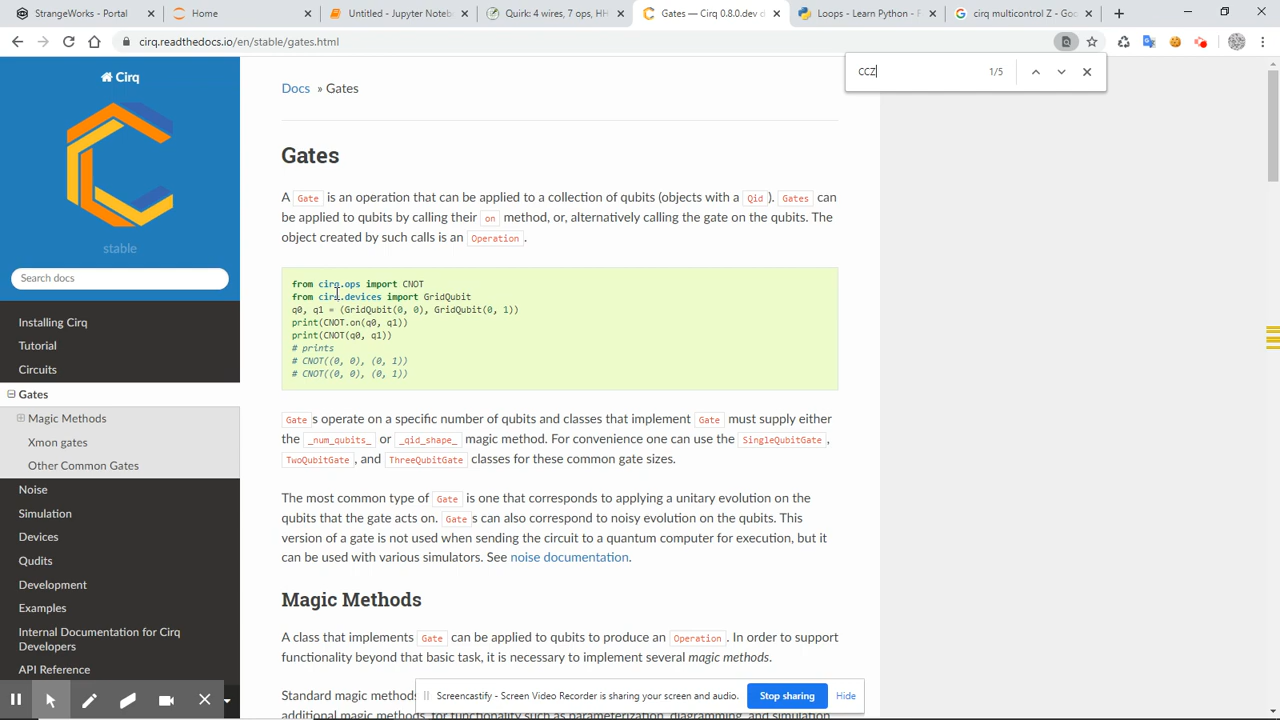 StrangeWorks - Portal
Home
Untitled - Jupyter Noteb
Quirk: 4 wires, 7 ops, HH
Gates — Cirq 0.8.0.dev d
Loops - Learn Python - F
cirq multicontrol Z - Goo
cirq.readthedocs.io/en/stable/gates.html
CCZ
1/5
Cirq
stable
Search docs
Installing Cirq
Tutorial
Circuits
Gates
Magic Methods
Xmon gates
Other Common Gates
Noise
Simulation
Devices
Qudits
Development
Examples
Internal Documentation for Cirq
Developers
API Reference
Docs » Gates
Gates
A Gate is an operation that can be applied to a collection of qubits (objects with a Qid ). Gates can
be applied to qubits by calling their on method, or, alternatively calling the gate on the qubits. The
object created by such calls is an Operation .
from cirq.ops import CNOT
from cirq.devices import GridQubit
q0, q1 = (GridQubit(0, 0), GridQubit(0, 1))
print(CNOT.on(q0, q1))
print(CNOT(q0, q1))
# prints
# CNOT((0, 0), (0, 1))
# CNOT((0, 0), (0, 1))
Gate s operate on a specific number of qubits and classes that implement Gate must supply either
the _num_qubits_ or _qid_shape_ magic method. For convenience one can use the SingleQubitGate ,
TwoQubitGate , and ThreeQubitGate classes for these common gate sizes.
The most common type of Gate is one that corresponds to applying a unitary evolution on the
qubits that the gate acts on. Gate s can also correspond to noisy evolution on the qubits. This
version of a gate is not used when sending the circuit to a quantum computer for execution, but it
can be used with various simulators. See noise documentation.
Magic Methods
A class that implements Gate can be applied to qubits to produce an Operation . In order to support
functionality beyond that basic task, it is necessary to implement several magic methods.
Standard magic methods
additional magic methods, for functionality such as parameterization, diagramming, and simulation
Screencastify - Screen Video Recorder is sharing your screen and audio.
Stop sharing
Hide